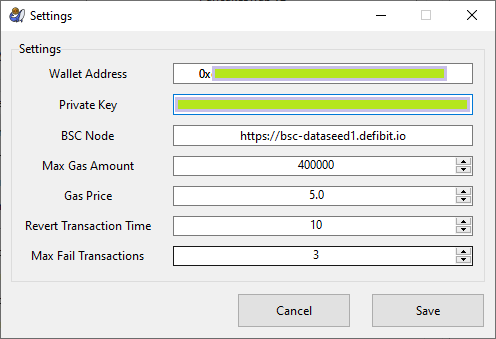 Settings
Settings
Wallet Address
0x
Private Key
BSC Node
https://bsc-dataseed1.defibit.io
Max Gas Amount
400000
Gas Price
5.0
Revert Transaction Time
10
Max Fail Transactions
3
Cancel
Save